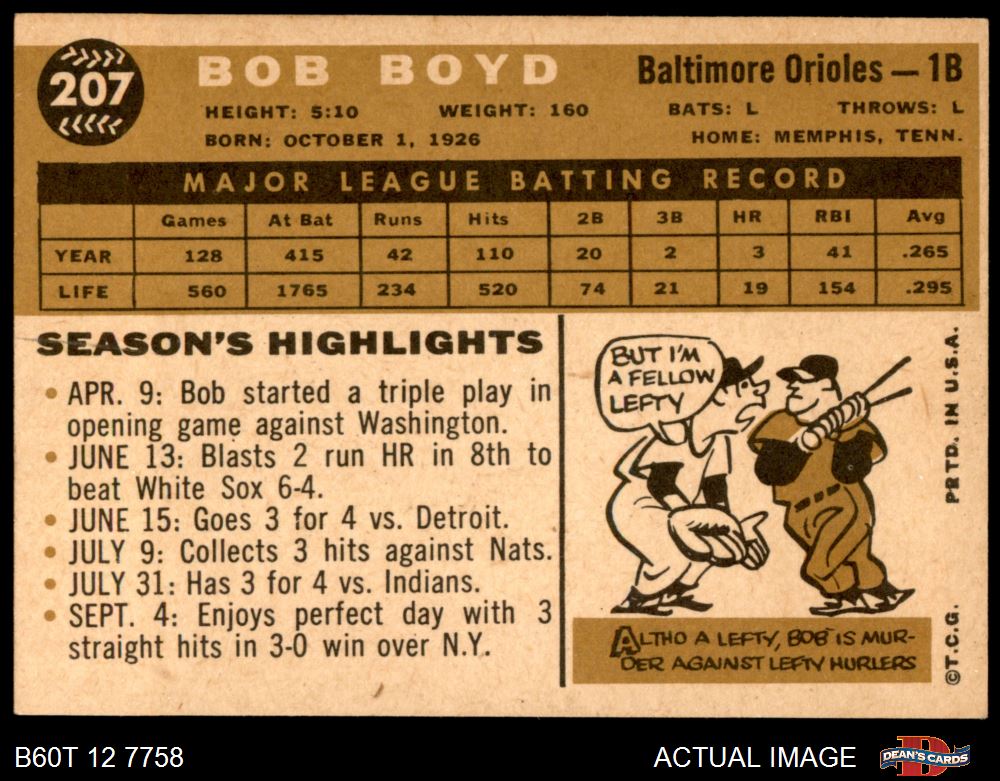 207
BOB BOYD
Baltimore Orioles — 1B
HEIGHT: 5:10 WEIGHT: 160 BATS: L THROWS: L
BORN: OCTOBER 1, 1926 HOME: MEMPHIS, TENN.
MAJOR LEAGUE BATTING RECORD
Games At Bat Runs Hits 2B 3B HR RBI Avg
YEAR 128 415 42 110 20 2 3 41 .265
LIFE 560 1765 234 520 74 21 19 154 .295
SEASON'S HIGHLIGHTS
• APR. 9: Bob started a triple play in
opening game against Washington.
• JUNE 13: Blasts 2 run HR in 8th to
beat White Sox 6-4.
• JUNE 15: Goes 3 for 4 vs. Detroit.
• JULY 9: Collects 3 hits against Nats.
• JULY 31: Has 3 for 4 vs. Indians.
• SEPT. 4: Enjoys perfect day with 3
straight hits in 3-0 win over N.Y.
BUT I'M
A FELLOW
LEFTY
ALTHO A LEFTY, BOB IS MUR-
DER AGAINST LEFTY HURLERS
©T.C.G. PRTD. IN U.S.A.
B60T 12 7758 ACTUAL IMAGE DEAN'S CARDS